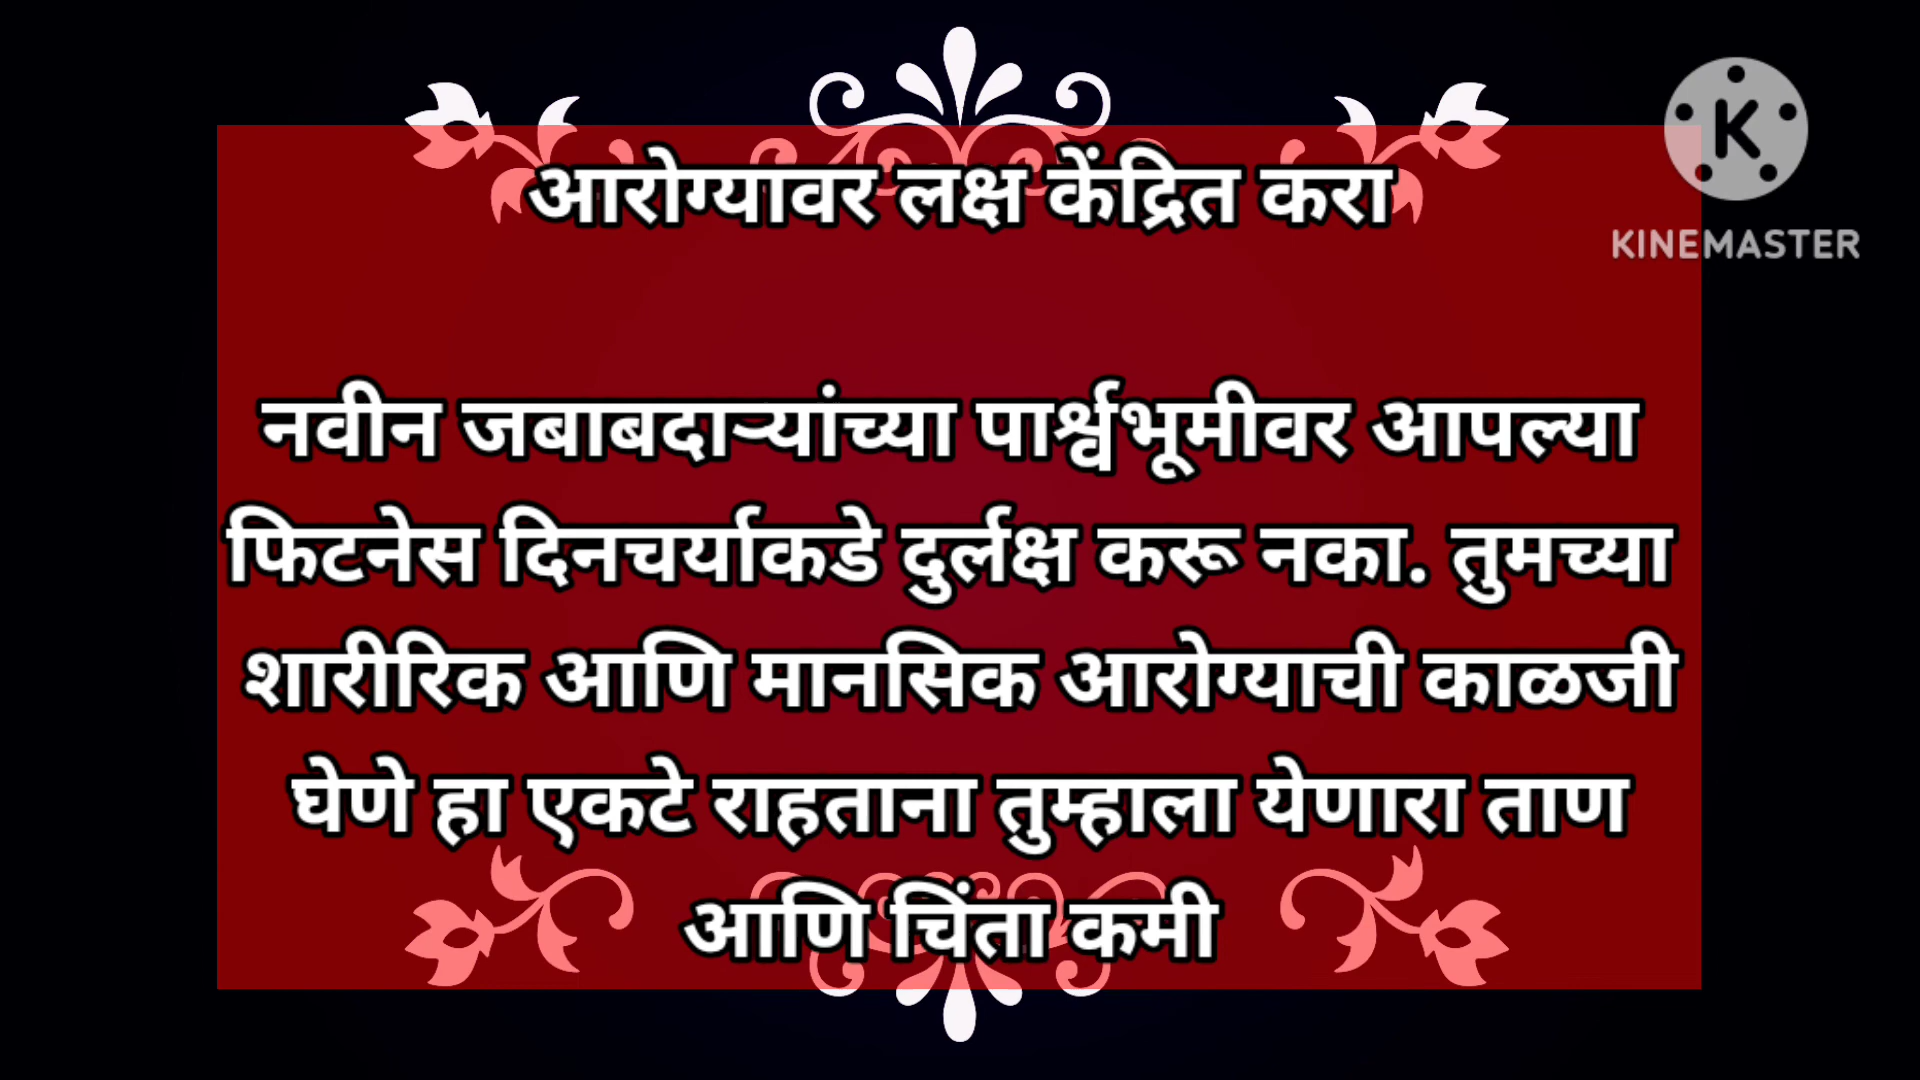 आरोग्यावर लक्ष केंद्रित करा
KINEMASTER
नवीन जबाबदाऱ्यांच्या पार्श्वभूमीवर आपल्या
फिटनेस दिनचर्याकडे दुर्लक्ष करू नका. तुमच्या
शारीरिक आणि मानसिक आरोग्याची काळजी
घेणे हा एकटे राहताना तुम्हाला येणारा ताण
आणि चिंता कमी